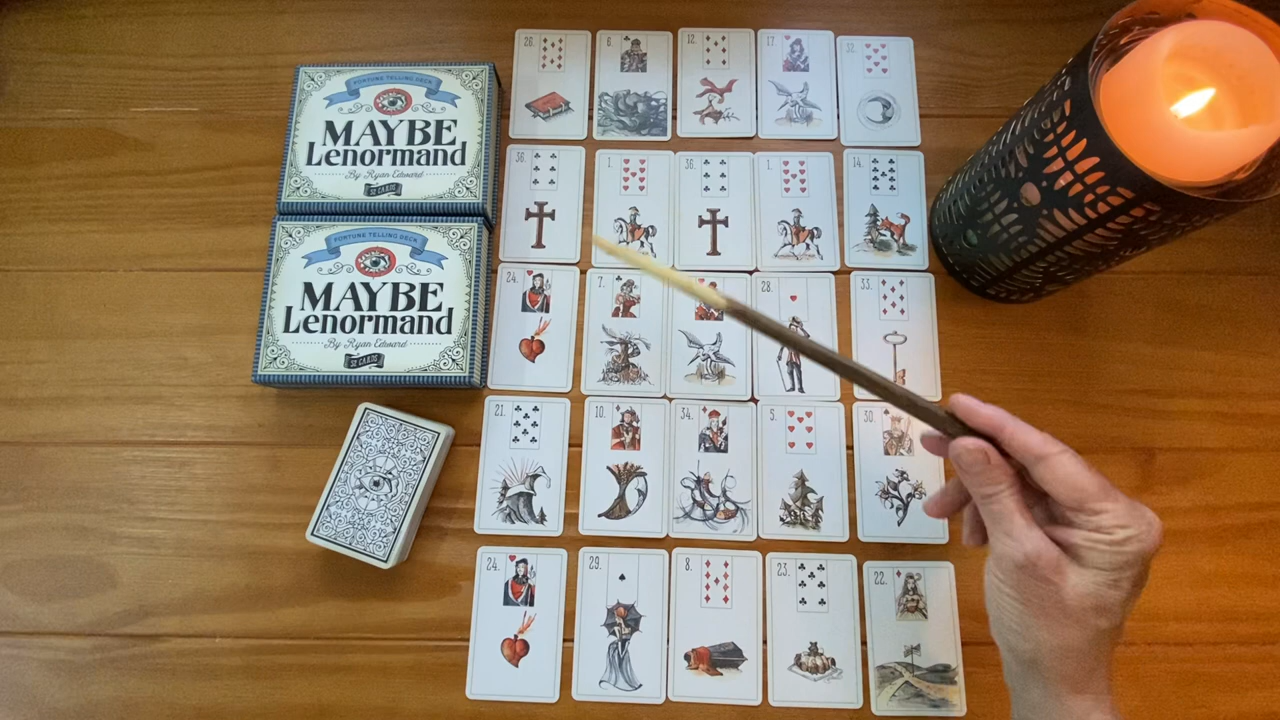 FORTUNE TELLING DECK
MAYBE
Lenormand
By Ryan Edward
52 CARDS
FORTUNE TELLING DECK
MAYBE
Lenormand
By Ryan Edward
52 CARDS
26. 6. 12. 17. 32.
36. 1. 36. 1. 14.
24. 7. 28. 33.
21. 10. 34. 5. 30.
24. 29. 8. 23. 22.